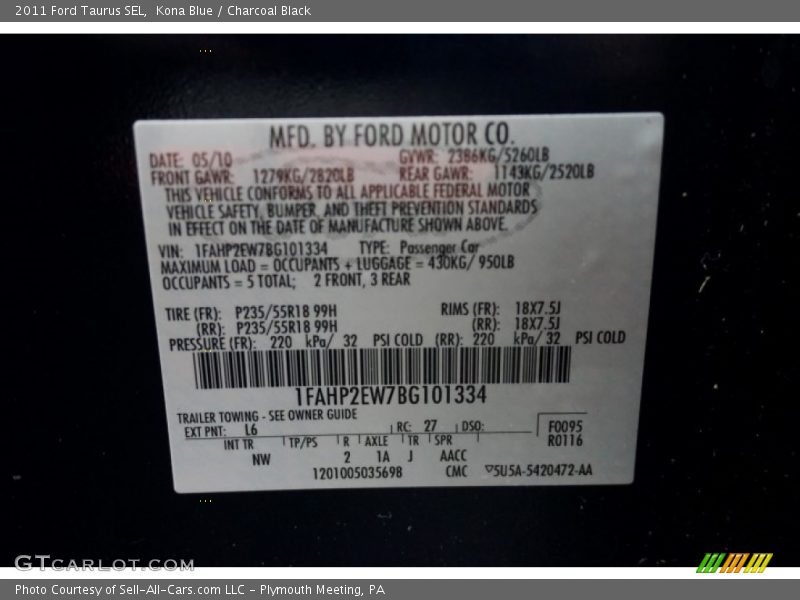 2011 Ford Taurus SEL, Kona Blue / Charcoal Black
MFD. BY FORD MOTOR CO.
DATE: 05/10 GVWR: 2386KG/5260LB
FRONT GAWR: 1279KG/2820LB REAR GAWR: 1143KG/2520LB
THIS VEHICLE CONFORMS TO ALL APPLICABLE FEDERAL MOTOR
VEHICLE SAFETY, BUMPER, AND THEFT PREVENTION STANDARDS
IN EFFECT ON THE DATE OF MANUFACTURE SHOWN ABOVE.
VIN: 1FAHP2EW7BG101334 TYPE: Passenger Car
MAXIMUM LOAD = OCCUPANTS + LUGGAGE = 430KG/ 950LB
OCCUPANTS = 5 TOTAL; 2 FRONT, 3 REAR
TIRE (FR): P235/55R18 99H RIMS (FR): 18X7.5J
(RR): P235/55R18 99H (RR): 18X7.5J
PRESSURE (FR): 220 kPa/ 32 PSI COLD (RR): 220 kPa/ 32 PSI COLD
1FAHP2EW7BG101334
TRAILER TOWING - SEE OWNER GUIDE
EXT PNT: L6 RC: 27 DSO: F0095
INT TR TP/PS R AXLE TR SPR R0116
NW 2 1A J AACC
1201005035698 CMC 5U5A-5420472-AA
GTCARLOT.COM
Photo Courtesy of Sell-All-Cars.com LLC - Plymouth Meeting, PA